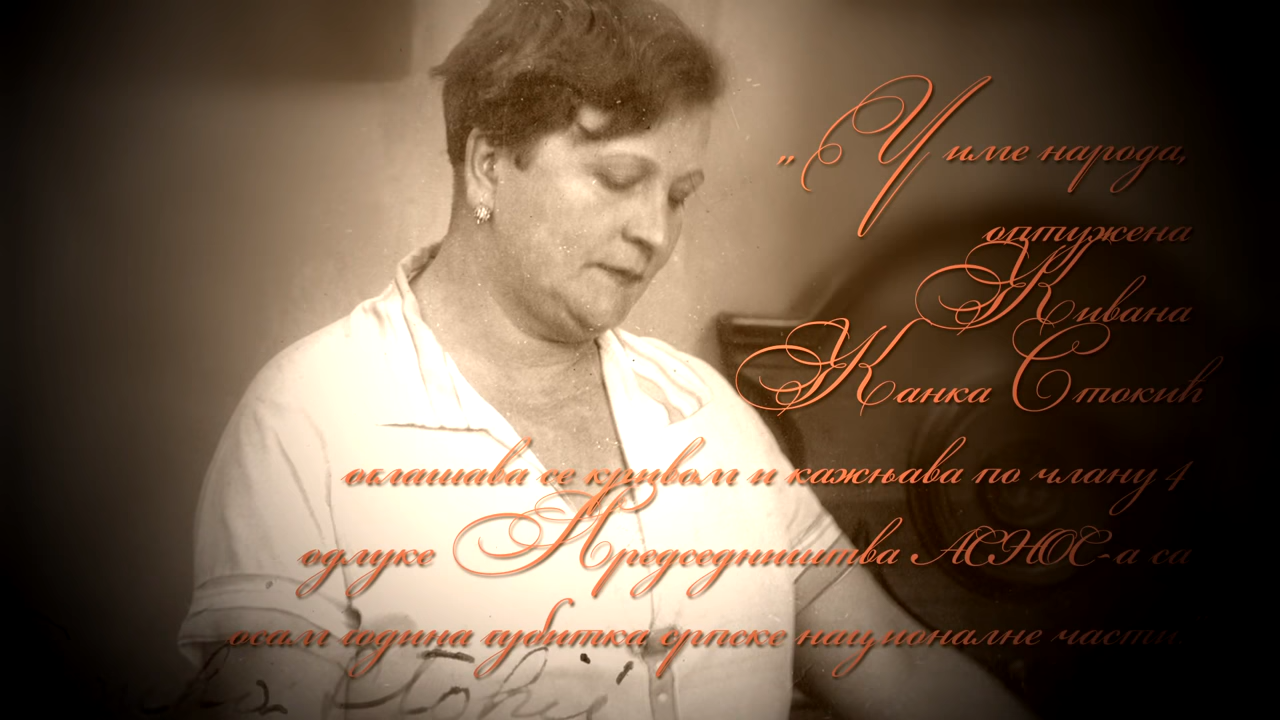 „У име народа,
оптужена
Живана
Жанка Стокић
оглашава се кривом и кажњава по члану 4
одлуке Председништва АСНОС-а са
осам година губитка српске националне части.